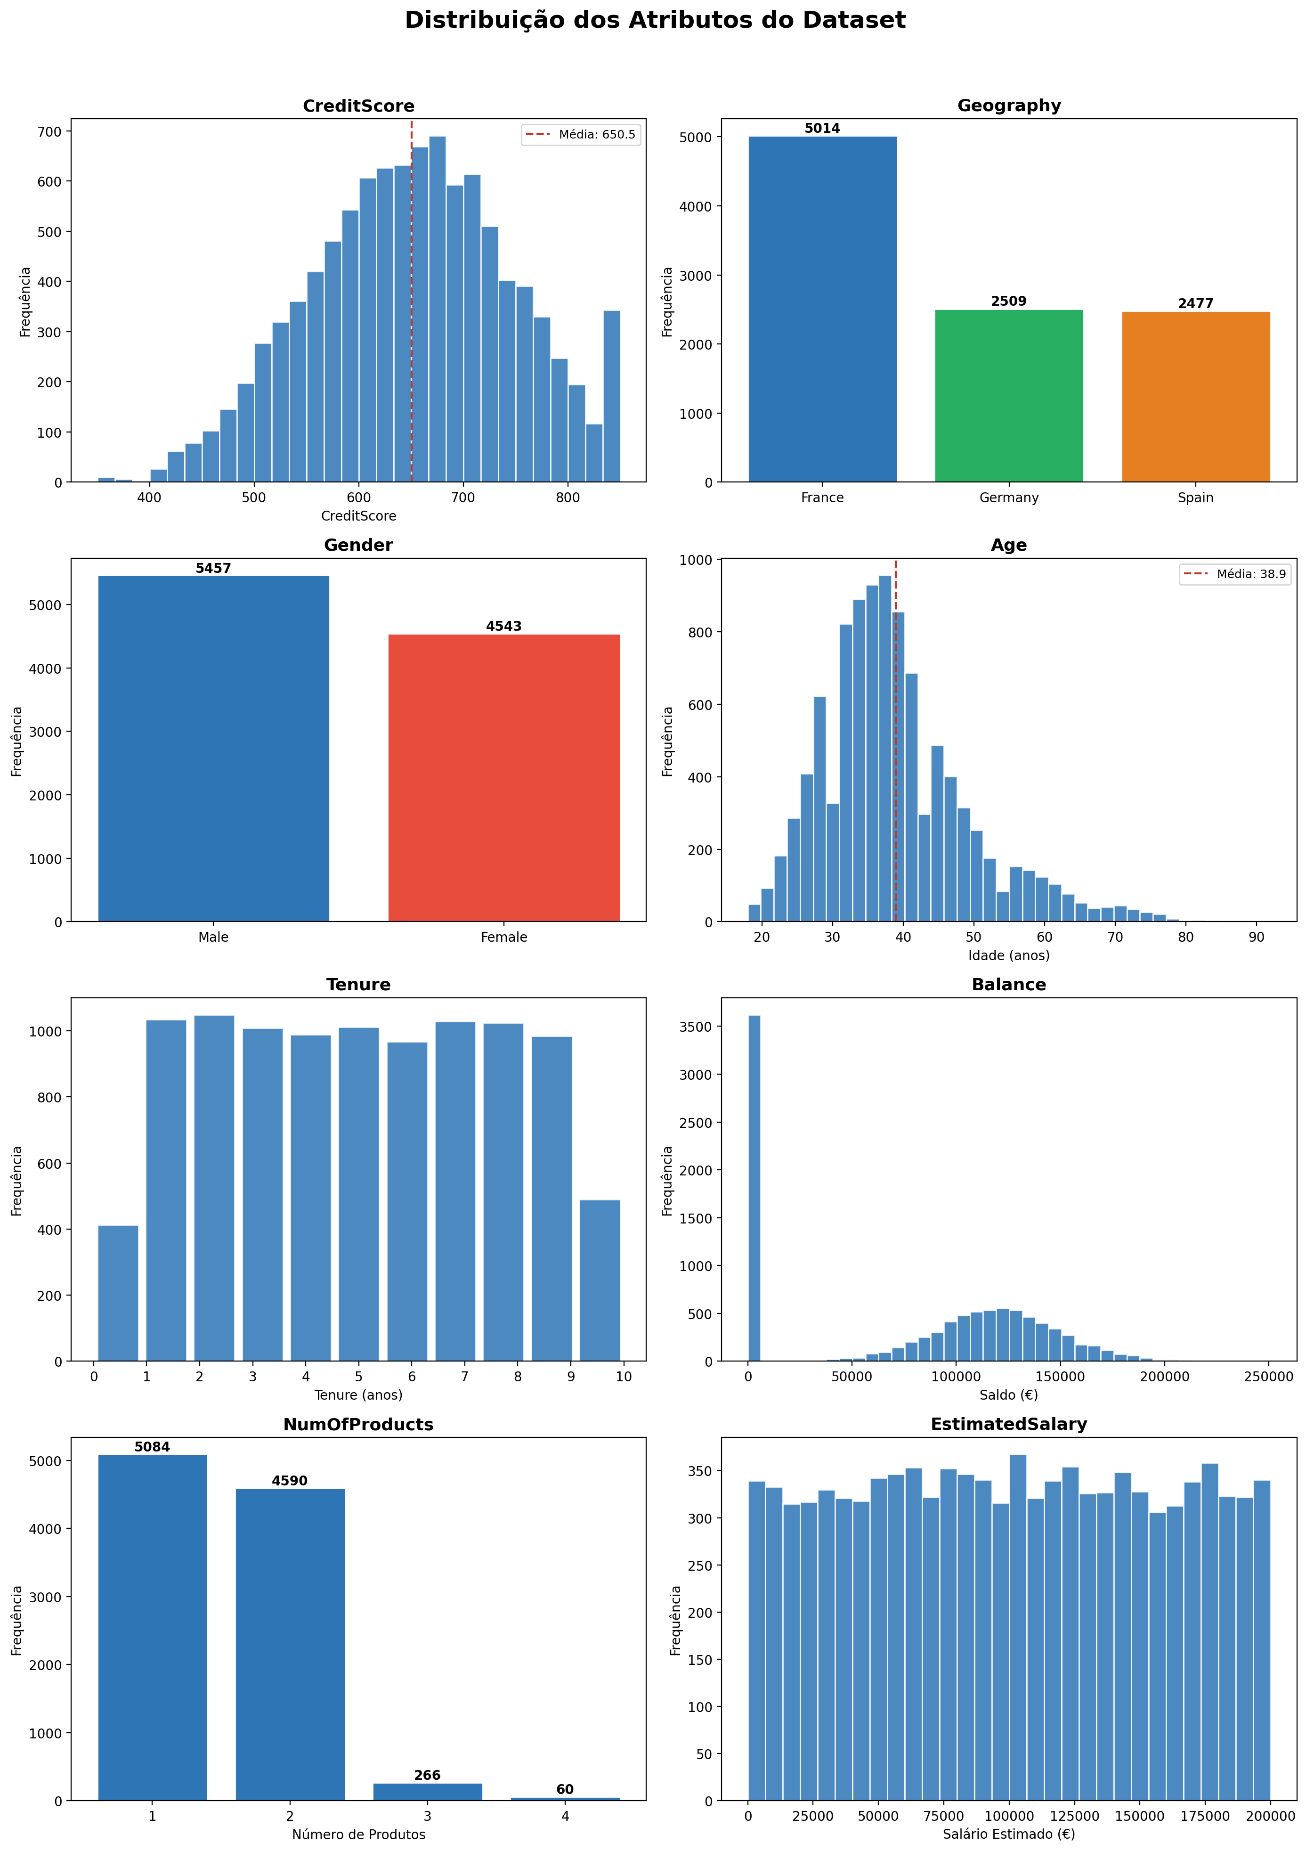 Distribuição dos Atributos do Dataset
CreditScore
Frequência
700
600
500
400
300
200
100
0
Média: 650.5
400 500 600 700 800
CreditScore
Geography
Frequência
5000
4000
3000
2000
1000
0
5014
2509
2477
France Germany Spain
Gender
Frequência
5000
4000
3000
2000
1000
0
5457
4543
Male Female
Age
Frequência
1000
800
600
400
200
0
Média: 38.9
20 30 40 50 60 70 80 90
Idade (anos)
Tenure
Frequência
1000
800
600
400
200
0
0 1 2 3 4 5 6 7 8 9 10
Tenure (anos)
Balance
Frequência
3500
3000
2500
2000
1500
1000
500
0
0 50000 100000 150000 200000 250000
Saldo (€)
NumOfProducts
Frequência
5000
4000
3000
2000
1000
0
5084
4590
266
60
1 2 3 4
Número de Produtos
EstimatedSalary
Frequência
350
300
250
200
150
100
50
0
0 25000 50000 75000 100000 125000 150000 175000 200000
Salário Estimado (€)